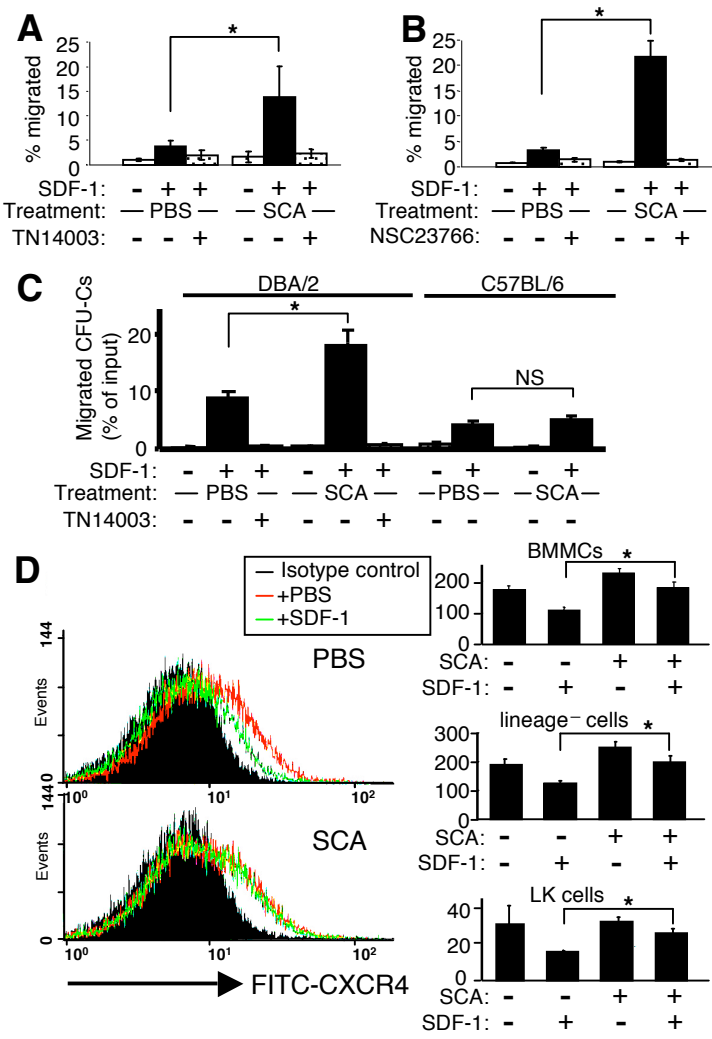 A
% migrated
25
20
15
10
5
0
*
SDF-1: - + + - + +
Treatment: — PBS — — SCA —
TN14003: - - + - - +
B
% migrated
25
20
15
10
5
0
*
SDF-1: - + + - + +
Treatment: — PBS — — SCA —
NSC23766: - - + - - +
C
DBA/2 C57BL/6
Migrated CFU-Cs
(% of input)
20
10
0
*
NS
SDF-1: - + + - + + - + - +
Treatment: — PBS — — SCA — —PBS— —SCA—
TN14003: - - + - - + - - - -
D
Isotype control
+PBS
+SDF-1
PBS
144
Events
0
10⁰ 10¹ 10²
SCA
144
Events
0
10⁰ 10¹ 10²
FITC-CXCR4
BMMCs
*
200
100
0
SCA: - - + +
SDF-1: - + - +
lineage⁻ cells
*
300
200
100
0
SCA: - - + +
SDF-1: - + - +
LK cells
*
40
20
0
SCA: - - + +
SDF-1: - + - +